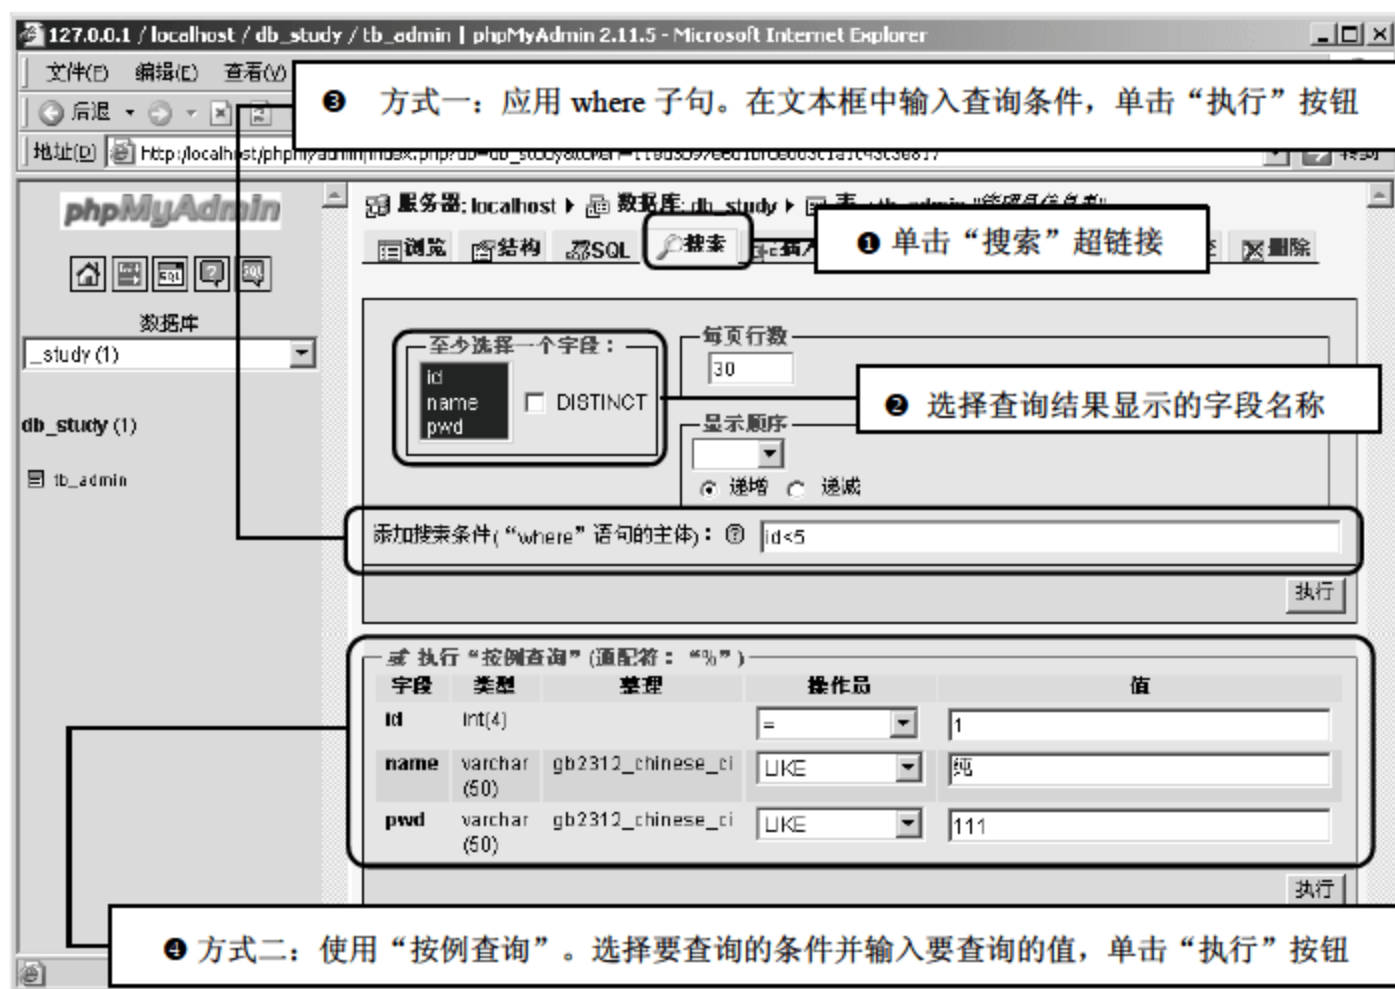 127.0.0.1 / localhost / db_study / tb_admin | phpMyAdmin 2.11.5 - Microsoft Internet Explorer
文件(F) 编辑(E) 查看(V)
❸ 方式一：应用 where 子句。在文本框中输入查询条件，单击“执行”按钮
后退
地址(D)
phpMyAdmin
服务器: localhost ▸ 数据库: db_study ▸ 表
❶ 单击“搜索”超链接
浏览 结构 SQL 搜索 插入 删除
数据库
_study (1)
db_study (1)
tb_admin
至少选择一个字段：
id
name
pwd
DISTINCT
每页行数
30
❷ 选择查询结果显示的字段名称
显示顺序
递增 递减
添加搜索条件(“where”语句的主体)： id<5
执行
或 执行“按例查询”(通配符：“%”)
字段 类型 整理 操作员 值
id int(4) = 1
name varchar (50) gb2312_chinese_ci LIKE 纯
pwd varchar (50) gb2312_chinese_ci LIKE 111
执行
❹ 方式二：使用“按例查询”。选择要查询的条件并输入要查询的值，单击“执行”按钮